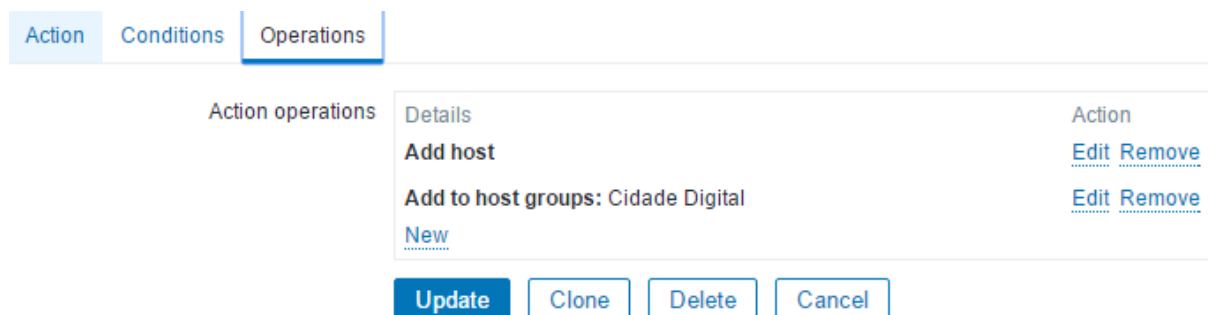 Action Conditions Operations
Action operations Details Action
Add host Edit Remove
Add to host groups: Cidade Digital Edit Remove
New
Update Clone Delete Cancel